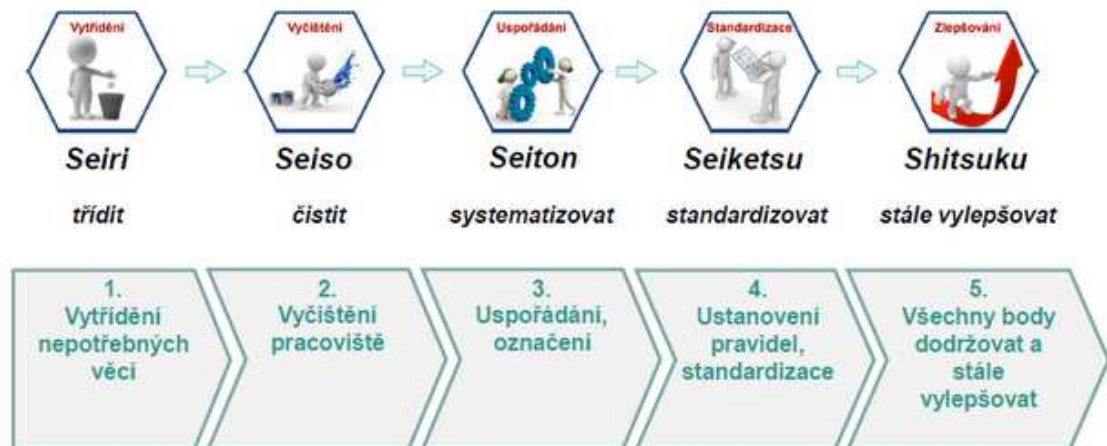 Vytřídění
Vyčištění
Uspořádání
Standardizace
Zlepšování
Seiri
Seiso
Seiton
Seiketsu
Shitsuku
třídit
čistit
systematizovat
standardizovat
stále vylepšovat
1.
Vytřídění
nepotřebných
věcí
2.
Vyčištění
pracoviště
3.
Uspořádání,
označení
4.
Ustanovení
pravidel,
standardizace
5.
Všechny body
dodržovat a
stále
vylepšovat